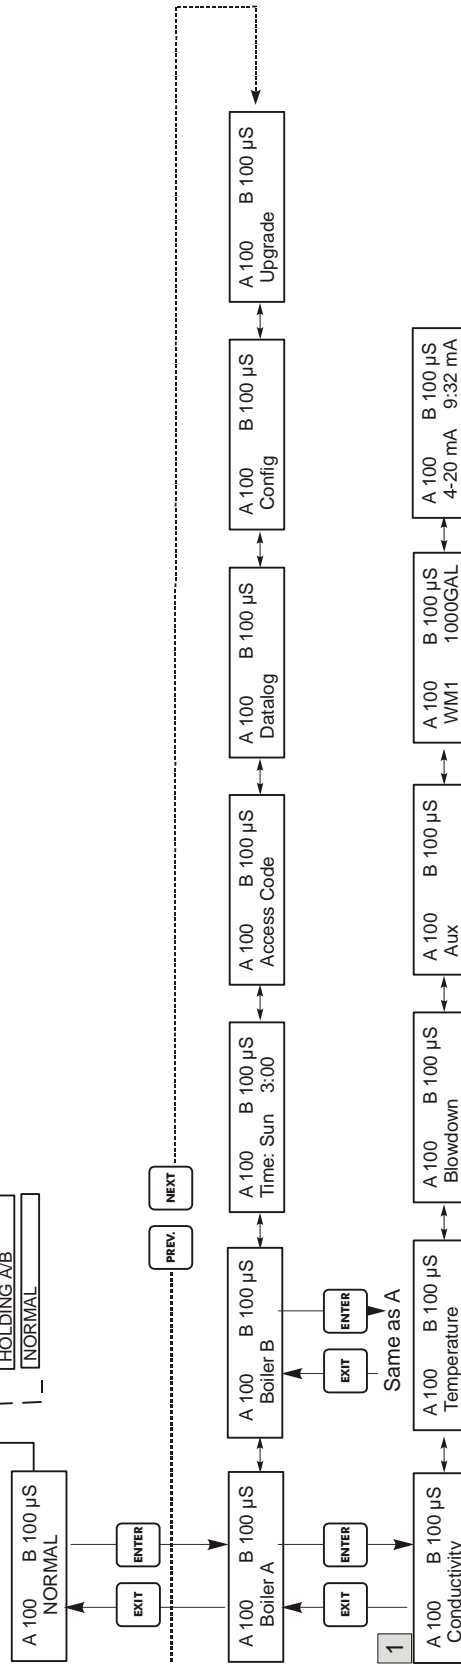 HOLDING A/B
NORMAL
A 100 B 100 µS
NORMAL
EXIT
ENTER
PREV.
NEXT
A 100 B 100 µS
Boiler A
A 100 B 100 µS
Boiler B
A 100 B 100 µS
Time: Sun 3:00
A 100 B 100 µS
Access Code
A 100 B 100 µS
Datalog
A 100 B 100 µS
Config
A 100 B 100 µS
Upgrade
EXIT
ENTER
EXIT
ENTER
Same as A
1
A 100 B 100 µS
Conductivity
A 100 B 100 µS
Temperature
A 100 B 100 µS
Blowdown
A 100 B 100 µS
Aux
A 100 B 100 µS
WM1 1000GAL
A 100 B 100 µS
4-20 mA 9:32 mA